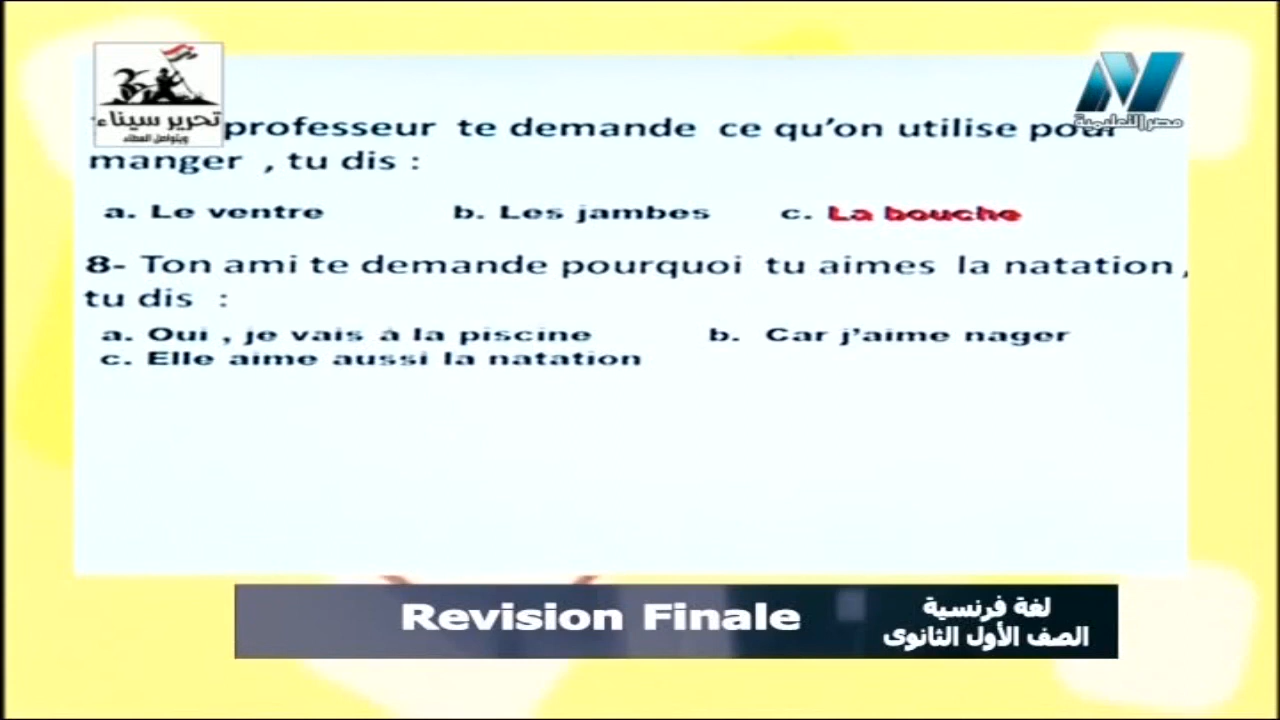 تحرير سيناء
ويتواصل العطاء
مصر التعليمية
professeur te demande ce qu'on utilise pour
manger , tu dis :
a. Le ventre b. Les jambes c. La bouche
8- Ton ami te demande pourquoi tu aimes la natation,
tu dis :
a. Oui , je vais à la piscine b. Car j'aime nager
c. Elle aime aussi la natation
Revision Finale
لغة فرنسية
الصف الأول الثانوى